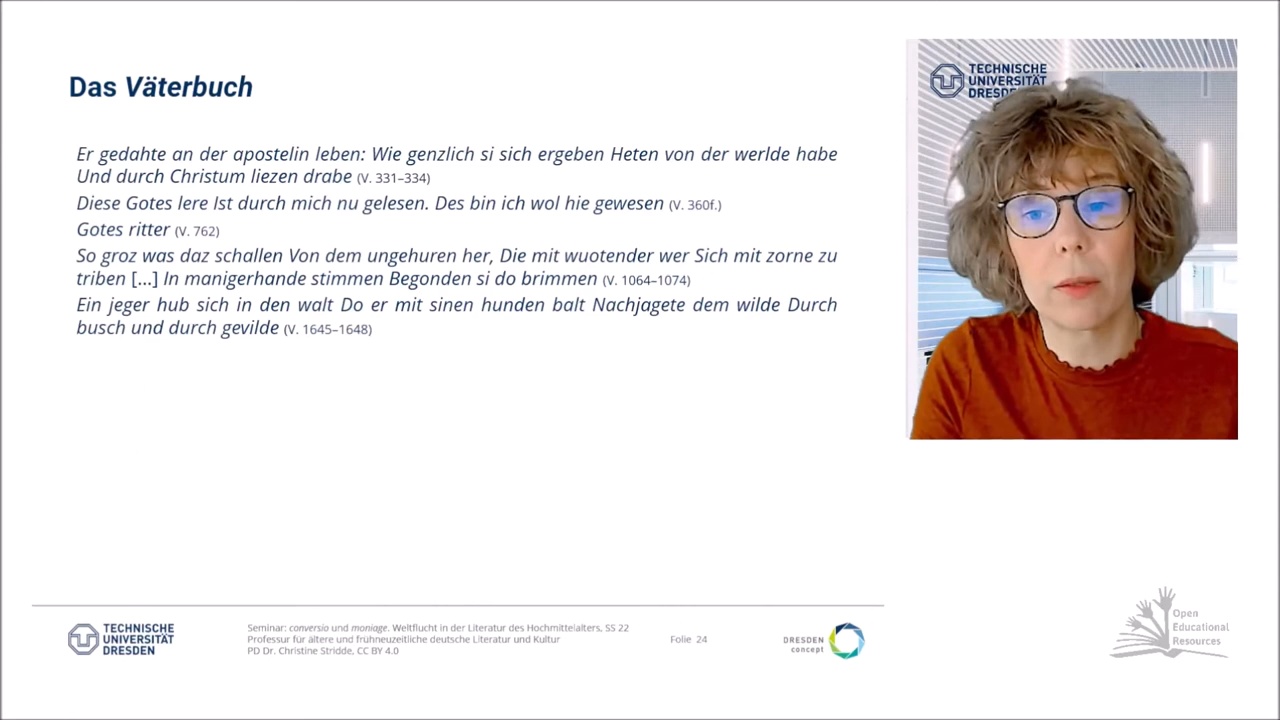 Das Väterbuch
Er gedahte an der apostelin leben: Wie genzlich si sich ergeben Heten von der werlde habe
Und durch Christum liezen drabe (V. 331–334)
Diese Gotes lere Ist durch mich nu gelesen. Des bin ich wol hie gewesen (V. 360f.)
Gotes ritter (V. 762)
So groz was daz schallen Von dem ungehuren her, Die mit wuotender wer Sich mit zorne zu
triben [...] In manigerhande stimmen Begonden si do brimmen (V. 1064–1074)
Ein jeger hub sich in den walt Do er mit sinen hunden balt Nachjagete dem wilde Durch
busch und durch gevilde (V. 1645–1648)
TECHNISCHE
UNIVERSITÄT
DRESDEN
Seminar: conversio und moniage. Weltflucht in der Literatur des Hochmittelalters, SS 22
Professur für ältere und frühneuzeitliche deutsche Literatur und Kultur
PD Dr. Christine Stridde, CC BY 4.0
Folie 24
DRESDEN
concept
TECHNISCHE
UNIVERSITÄT
Open
Educational
Resources